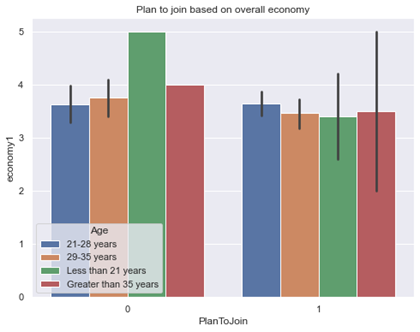 Plan to join based on overall economy
5
4
3
2
1
0
economy1
Age
21-28 years
29-35 years
Less than 21 years
Greater than 35 years
0
1
PlanToJoin